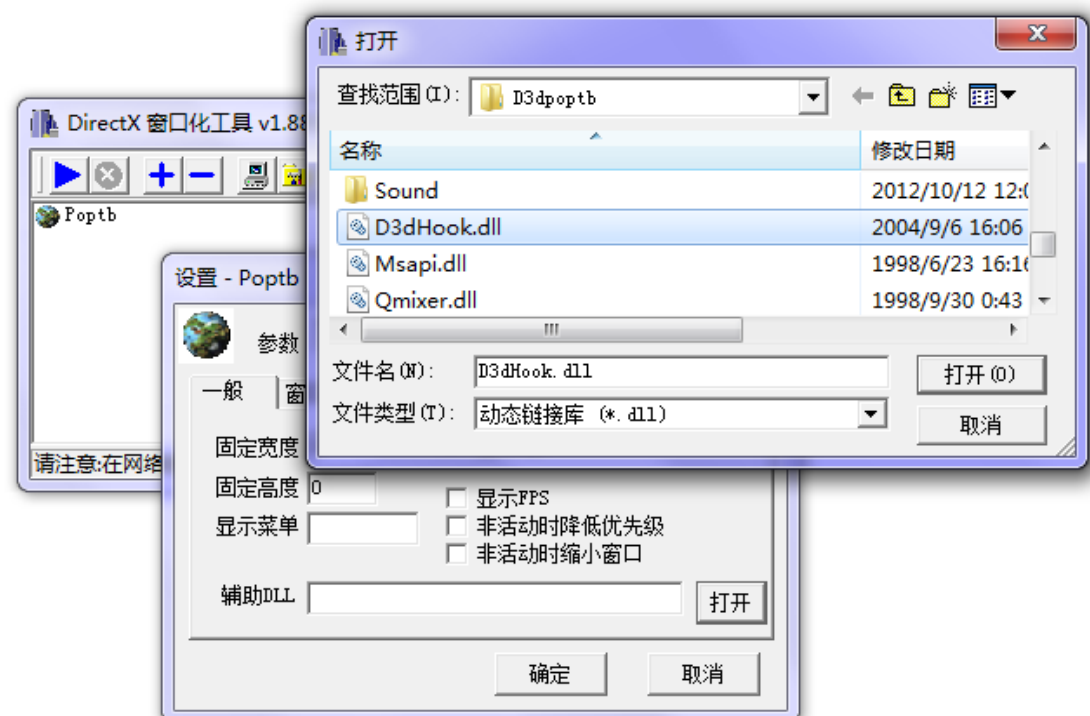 打开
X
查找范围(I):
D3dpoptb
DirectX 窗口化工具 v1.88
名称
修改日期
Sound
2012/10/12 12:0
Poptb
D3dHook.dll
2004/9/6 16:06
Msapi.dll
1998/6/23 16:16
设置 - Poptb
Qmixer.dll
1998/9/30 0:43
参数
文件名(N):
D3dHook.dll
打开(O)
一般
窗
文件类型(T):
动态链接库 (*.dll)
取消
固定宽度
请注意:在网络
固定高度
0
显示FPS
显示菜单
非活动时降低优先级
非活动时缩小窗口
辅助DLL
打开
确定
取消